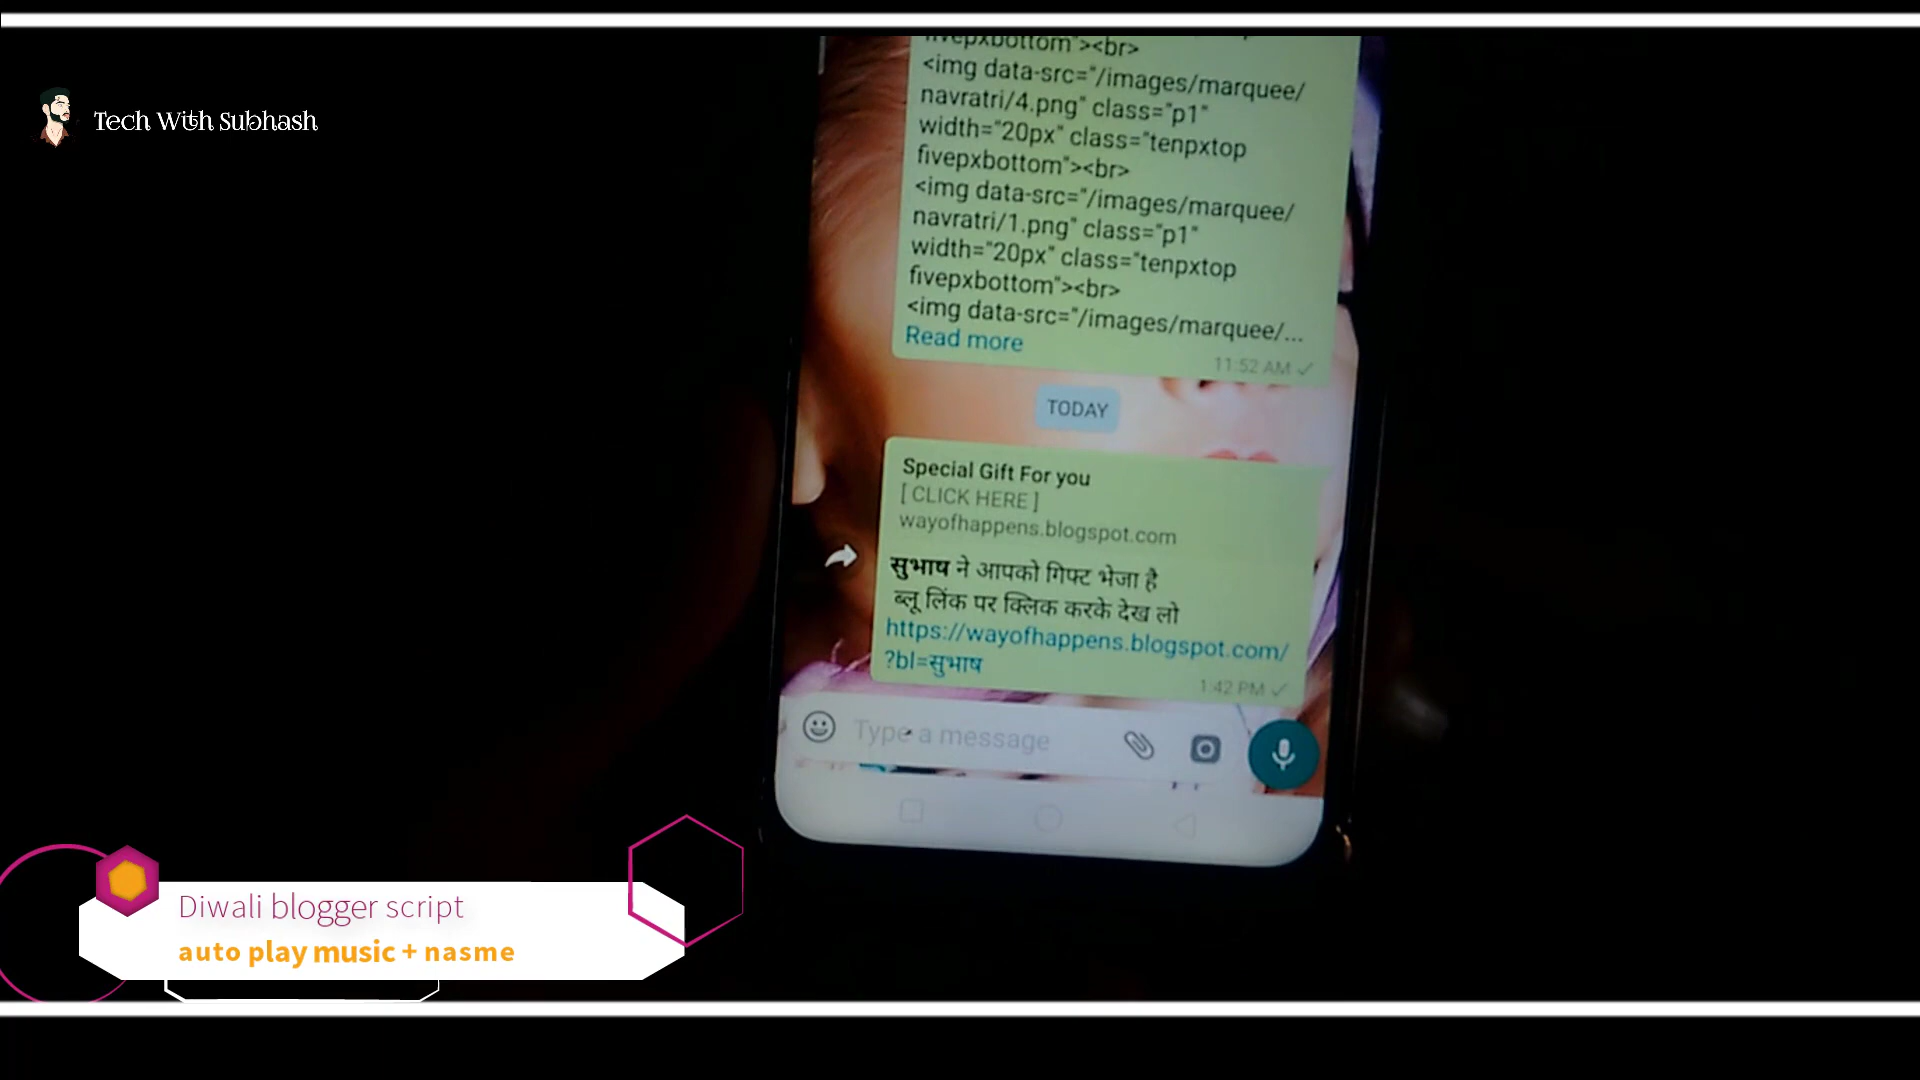 Tech With Subhash
fivepxbottom"><br>
<img data-src="/images/marquee/
navratri/4.png" class="p1"
width="20px" class="tenpxtop
fivepxbottom"><br>
<img data-src="/images/marquee/
navratri/1.png" class="p1"
width="20px" class="tenpxtop
fivepxbottom"><br>
<img data-src="/images/marquee/...
Read more
11:52 AM
TODAY
Special Gift For you
[ CLICK HERE ]
wayofhappens.blogspot.com
सुभाष ने आपको गिफ्ट भेजा है
ब्लू लिंक पर क्लिक करके देख लो
https://wayofhappens.blogspot.com/
?bl=सुभाष
1:42 PM
Type a message
Diwali blogger script
auto play music + nasme